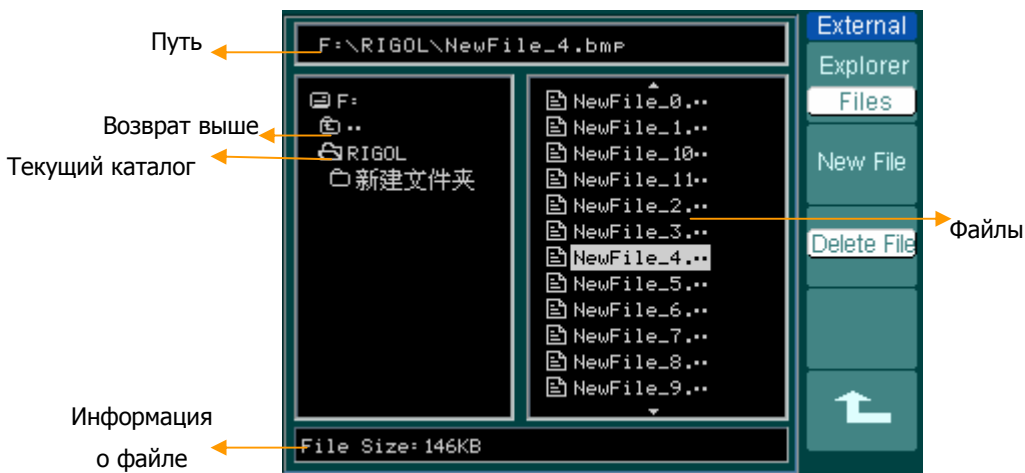 Путь
F:\RIGOL\NewFile_4.bmp
External
Explorer
Files
F:
..
RIGOL
新建文件夹
Возврат выше
Текущий каталог
NewFile_0...
NewFile_1...
NewFile_10..
NewFile_11..
NewFile_2...
NewFile_3...
NewFile_4...
NewFile_5...
NewFile_6...
NewFile_7...
NewFile_8...
NewFile_9...
New File
Delete File
Файлы
Информация
о файле
File Size: 146KB